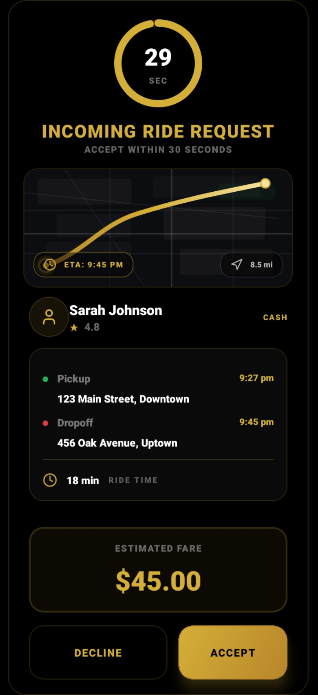 29
SEC
INCOMING RIDE REQUEST
ACCEPT WITHIN 30 SECONDS
ETA: 9:45 PM
8.5 mi
Sarah Johnson
★ 4.8
CASH
Pickup 9:27 pm
123 Main Street, Downtown
Dropoff 9:45 pm
456 Oak Avenue, Uptown
18 min RIDE TIME
ESTIMATED FARE
$45.00
DECLINE
ACCEPT